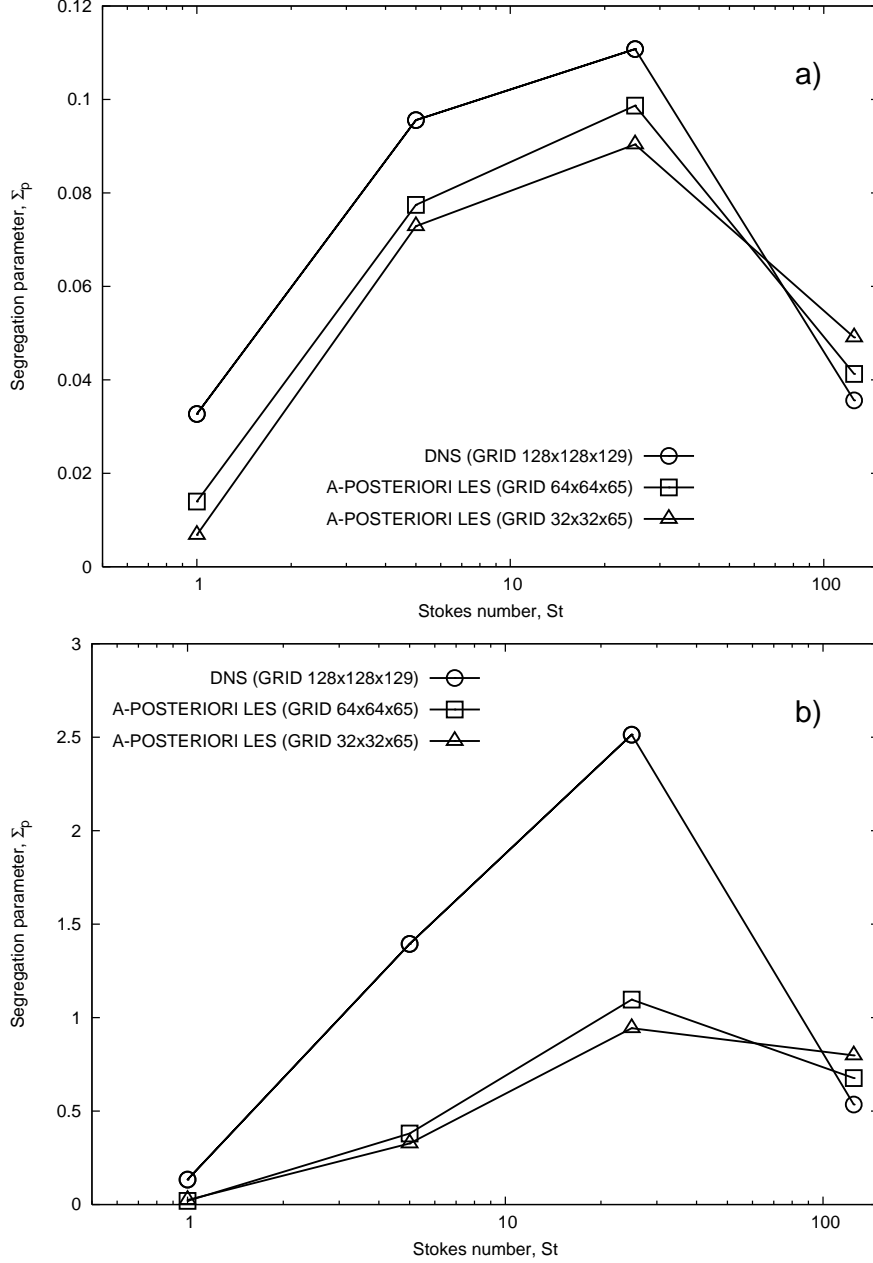 0.12
a)
0.1
0.08
0.06
0.04
0.02
0
Segregation parameter, Σp
DNS (GRID 128x128x129)
A-POSTERIORI LES (GRID 64x64x65)
A-POSTERIORI LES (GRID 32x32x65)
1 10 100
Stokes number, St
3
DNS (GRID 128x128x129)
A-POSTERIORI LES (GRID 64x64x65)
A-POSTERIORI LES (GRID 32x32x65)
b)
2.5
2
1.5
1
0.5
0
Segregation parameter, Σp
1 10 100
Stokes number, St